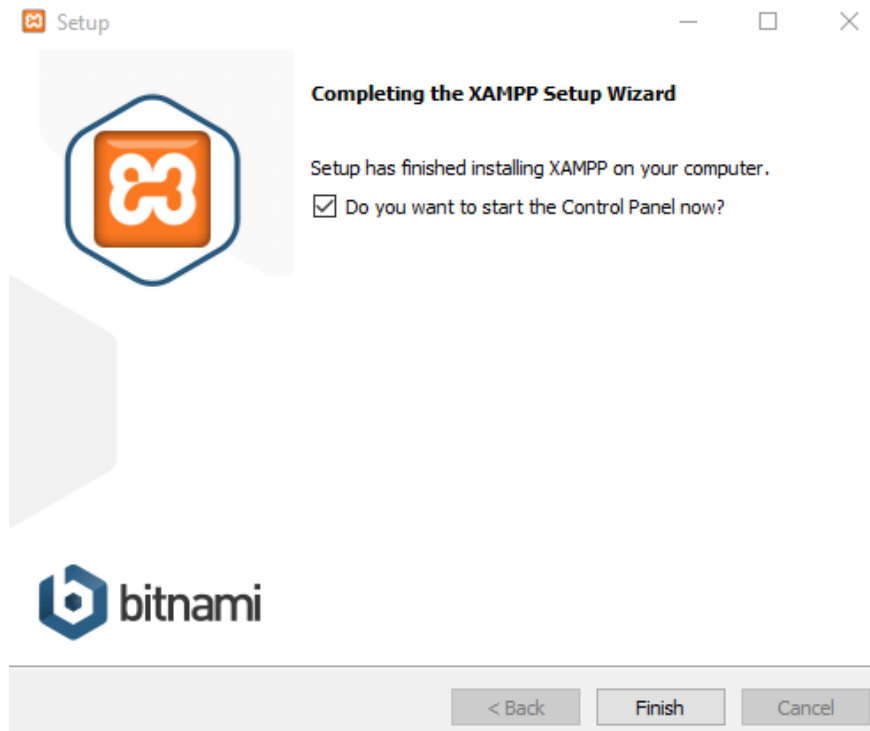 Setup
Completing the XAMPP Setup Wizard
Setup has finished installing XAMPP on your computer.
Do you want to start the Control Panel now?
bitnami
< Back
Finish
Cancel